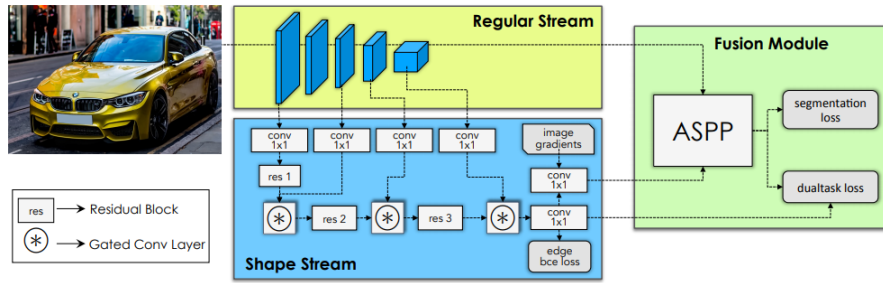 Regular Stream
Fusion Module
conv
1x1
conv
1x1
conv
1x1
conv
1x1
image
gradients
ASPP
segmentation
loss
res 1
conv
1x1
dualtask loss
res
Residual Block
res 2
res 3
conv
1x1
Gated Conv Layer
edge
bce loss
Shape Stream